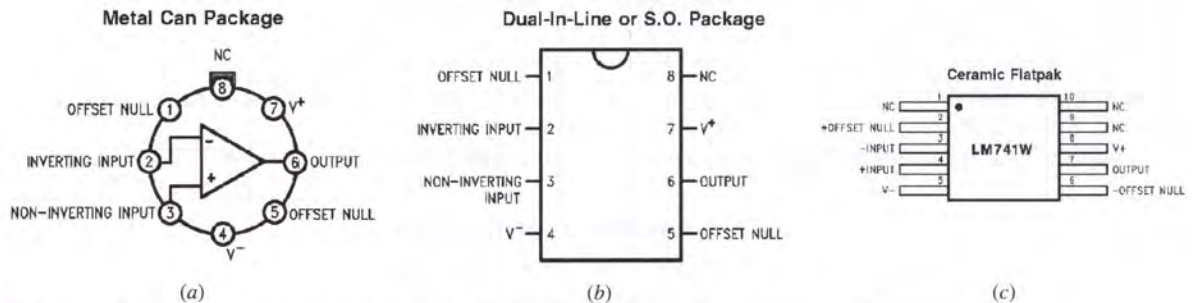 Metal Can Package
NC
8
OFFSET NULL 1
7 V+
INVERTING INPUT 2
-
6 OUTPUT
+
NON-INVERTING INPUT 3
5 OFFSET NULL
4
V-
(a)
Dual-In-Line or S.O. Package
OFFSET NULL 1 8 NC
INVERTING INPUT 2 7 V+
NON-INVERTING 3 6 OUTPUT
INPUT
V- 4 5 OFFSET NULL
(b)
Ceramic Flatpak
NC 1 10 NC
+OFFSET NULL 2 9 NC
-INPUT 3 LM741W 8 V+
+INPUT 4 7 OUTPUT
V- 5 6 -OFFSET NULL
(c)